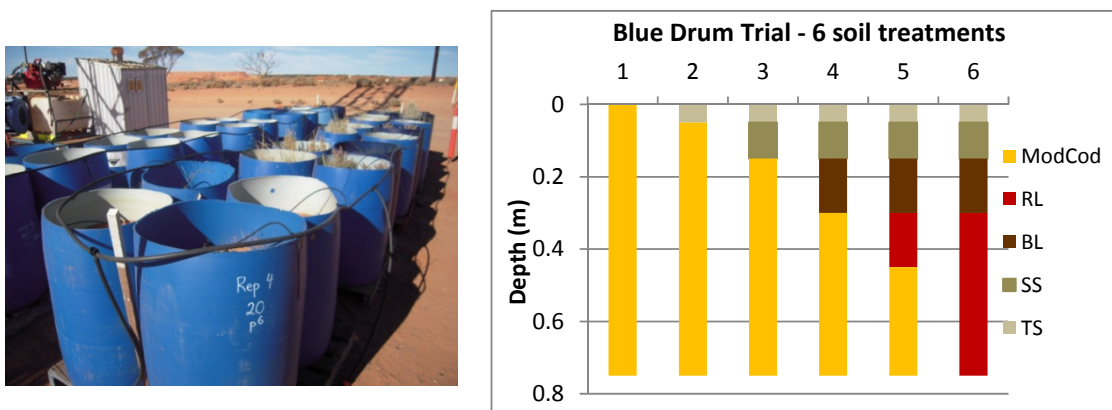 Rep 4
20
p6
Blue Drum Trial - 6 soil treatments
1 2 3 4 5 6
0
0.2
0.4
0.6
0.8
Depth (m)
ModCod
RL
BL
SS
TS